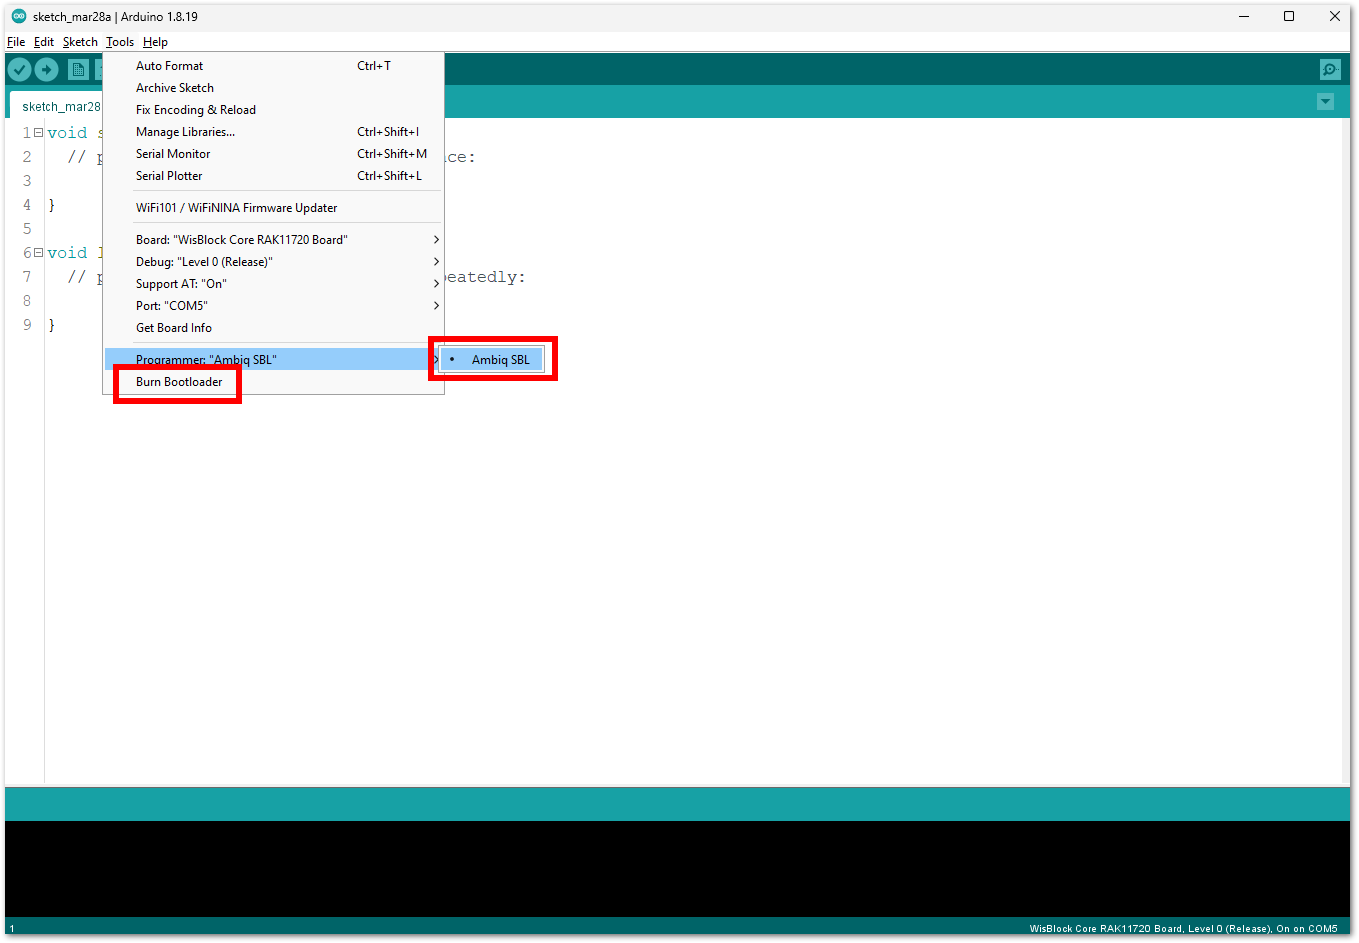 sketch_mar28a | Arduino 1.8.19
File Edit Sketch Tools Help
Auto Format Ctrl+T
Archive Sketch
Fix Encoding & Reload
Manage Libraries... Ctrl+Shift+I
Serial Monitor Ctrl+Shift+M
Serial Plotter Ctrl+Shift+L
WiFi101 / WiFiNINA Firmware Updater
Board: "WisBlock Core RAK11720 Board"
Debug: "Level 0 (Release)"
Support AT: "On"
Port: "COM5"
Get Board Info
Programmer: "Ambiq SBL"
Ambiq SBL
Burn Bootloader
sketch_mar28
1 void s
2 // p ce:
3
4 }
5
6 void l
7 // p eatedly:
8
9 }
1
WisBlock Core RAK11720 Board, Level 0 (Release), On on COM5